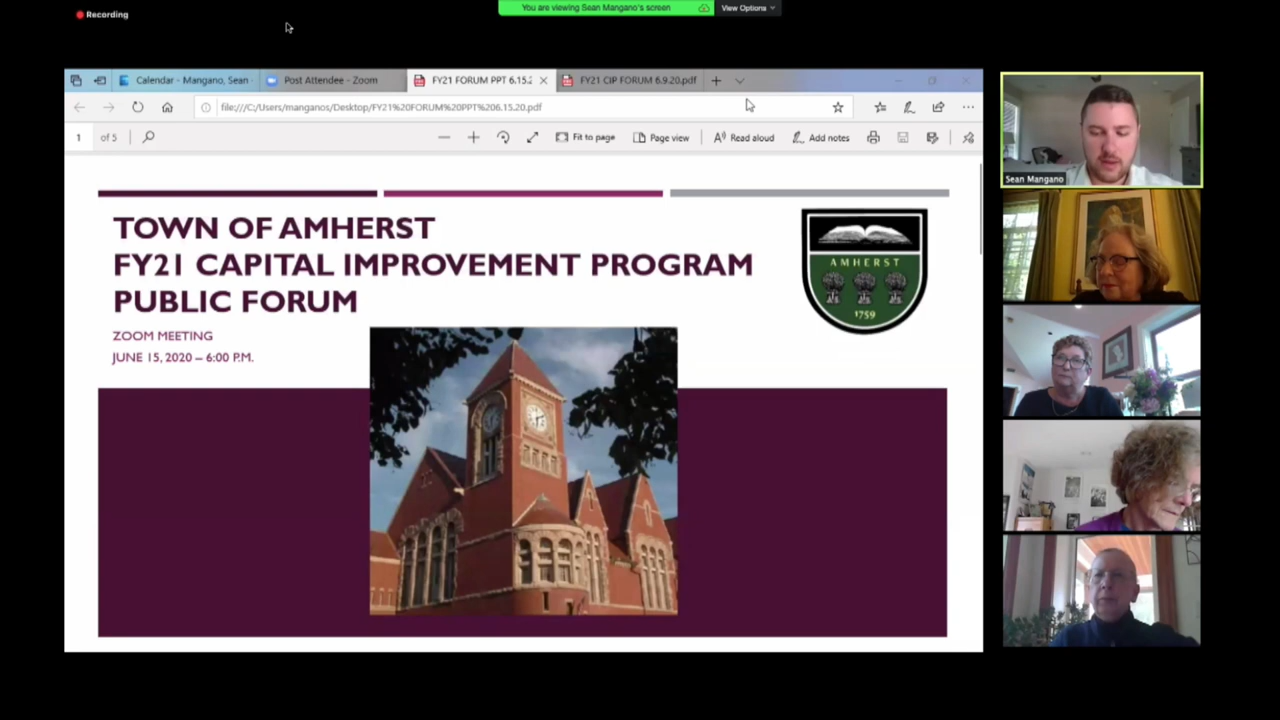 Recording
You are viewing Sean Mangano's screen
View Options
Calendar - Mangano, Sean
Post Attendee - Zoom
FY21 FORUM PPT 6.15.2
FY21 CIP FORUM 6.9.20.pdf
file:///C:/Users/manganos/Desktop/FY21%20FORUM%20PPT%206.15.20.pdf
1 of 5
Fit to page
Page view
Read aloud
Add notes
TOWN OF AMHERST
FY21 CAPITAL IMPROVEMENT PROGRAM
PUBLIC FORUM
ZOOM MEETING
JUNE 15, 2020 – 6:00 P.M.
AMHERST
1759
Sean Mangano